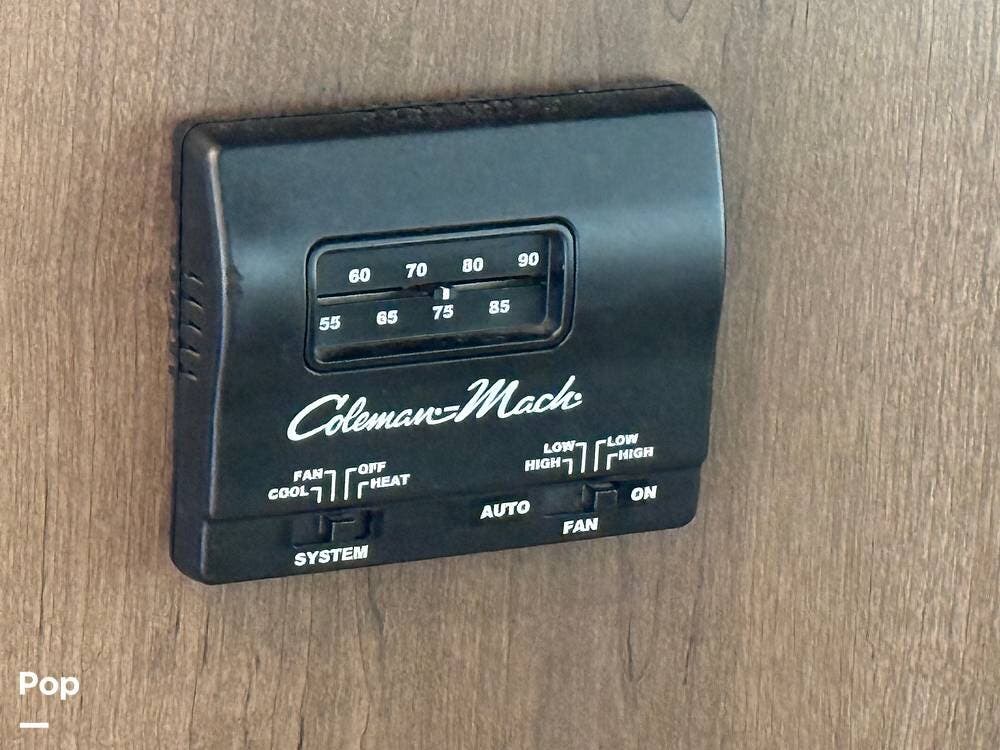 60 70 80 90
55 65 75 85
Coleman-Mach
FAN OFF
COOL HEAT
SYSTEM
LOW LOW
HIGH HIGH
AUTO ON
FAN
Pop